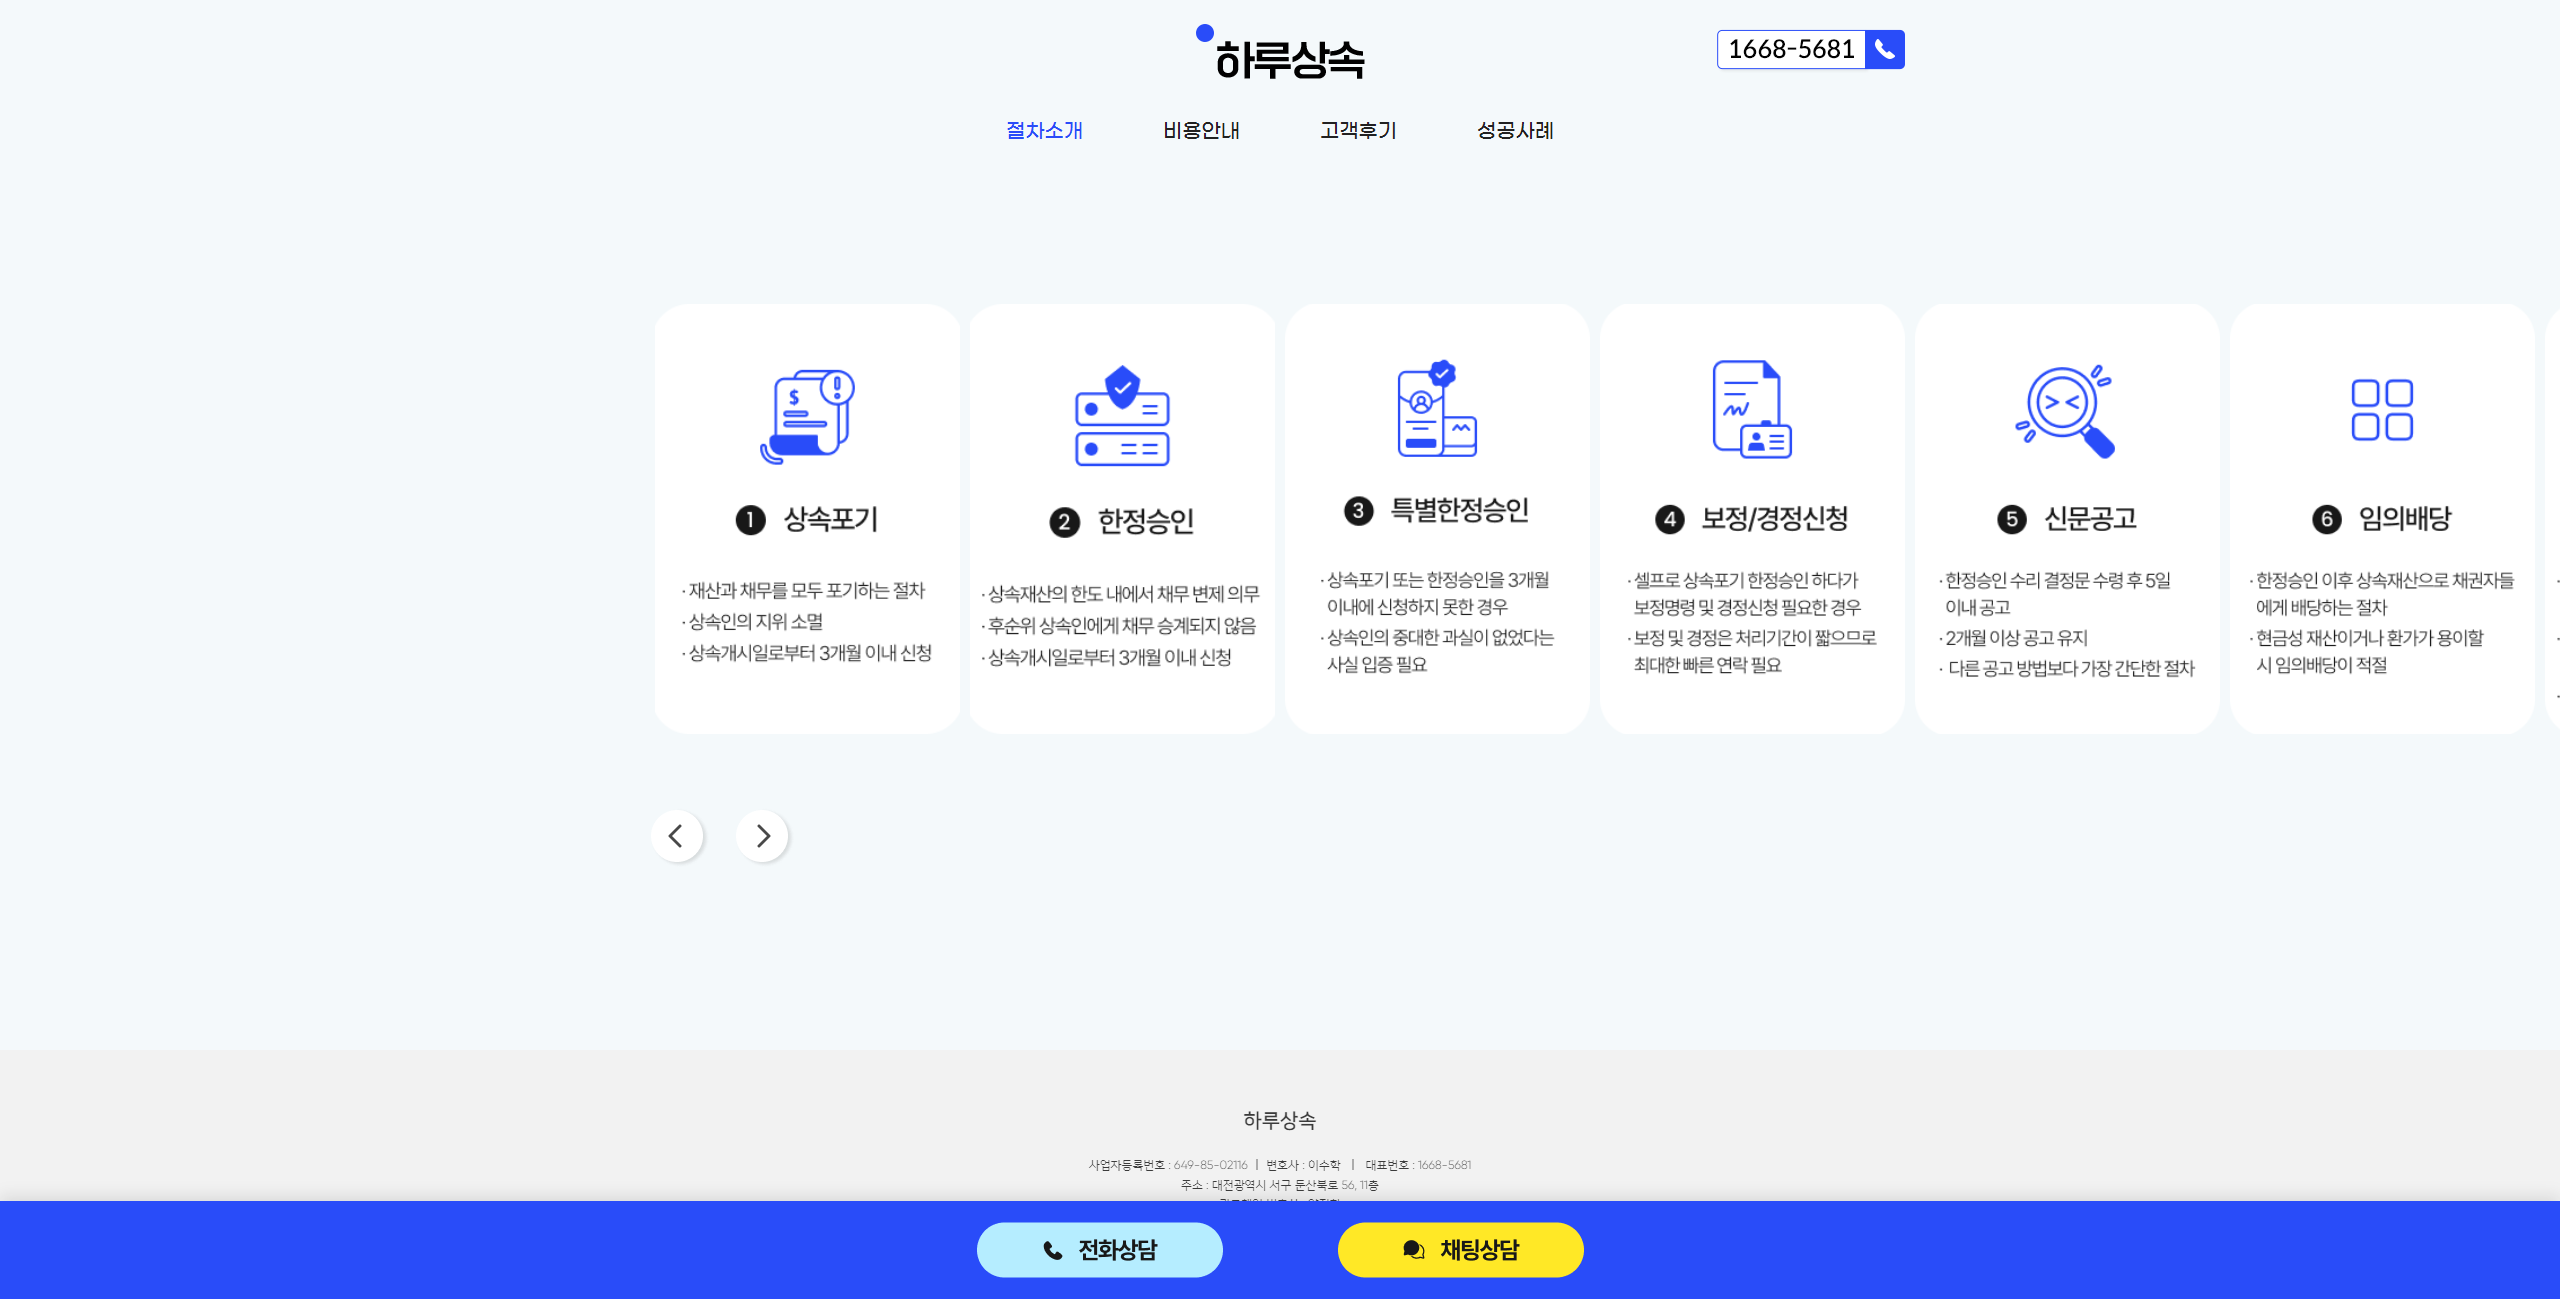 하루상속
1668-5681
절차소개
비용안내
고객후기
성공사례
$
1 상속포기
· 재산과 채무를 모두 포기하는 절차
· 상속인의 지위 소멸
· 상속개시일로부터 3개월 이내 신청
2 한정승인
· 상속재산의 한도 내에서 채무 변제 의무
· 후순위 상속인에게 채무 승계되지 않음
· 상속개시일로부터 3개월 이내 신청
3 특별한정승인
· 상속포기 또는 한정승인을 3개월
이내에 신청하지 못한 경우
· 상속인의 중대한 과실이 없었다는
사실 입증 필요
4 보정/경정신청
· 셀프로 상속포기 한정승인 하다가
보정명령 및 경정신청 필요한 경우
· 보정 및 경정은 처리기간이 짧으므로
최대한 빠른 연락 필요
5 신문공고
· 한정승인 수리 결정문 수령 후 5일
이내 공고
· 2개월 이상 공고 유지
· 다른 공고 방법보다 가장 간단한 절차
6 임의배당
· 한정승인 이후 상속재산으로 채권자들
에게 배당하는 절차
· 현금성 재산이거나 환가가 용이할
시 임의배당이 적절
하루상속
사업자등록번호 : 649-85-02116 | 변호사 : 이수학 | 대표번호 : 1668-5681
주소 : 대전광역시 서구 둔산북로 56, 11층
전화상담
채팅상담